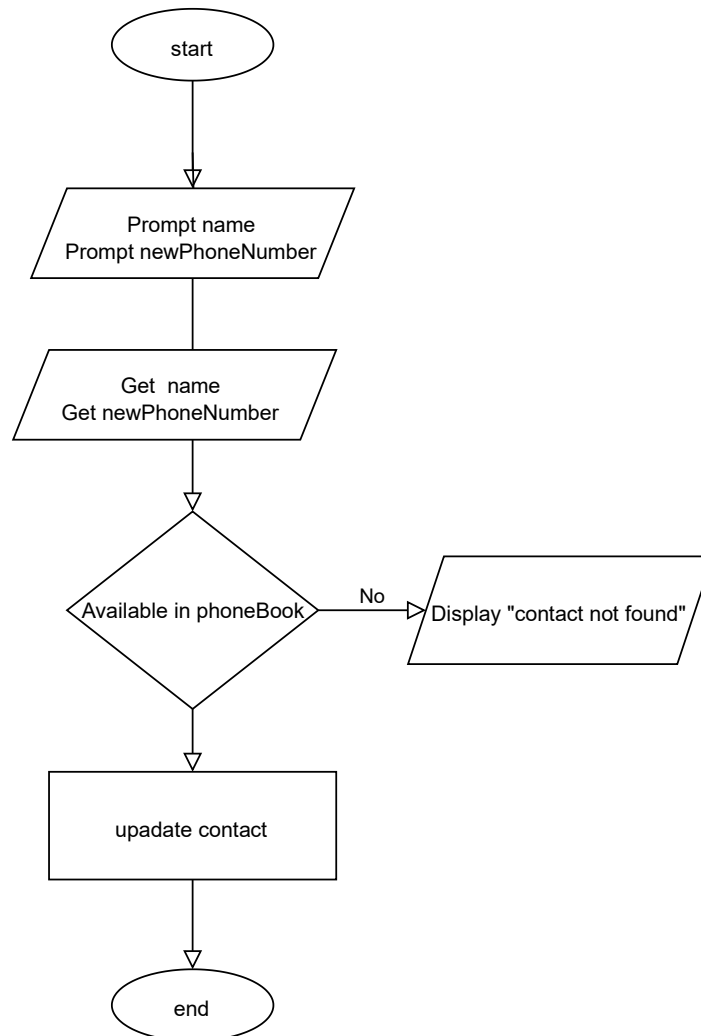 start
Prompt name
Prompt newPhoneNumber
Get  name
Get newPhoneNumber
Available in phoneBook
No
Display "contact not found"
upadate contact
end